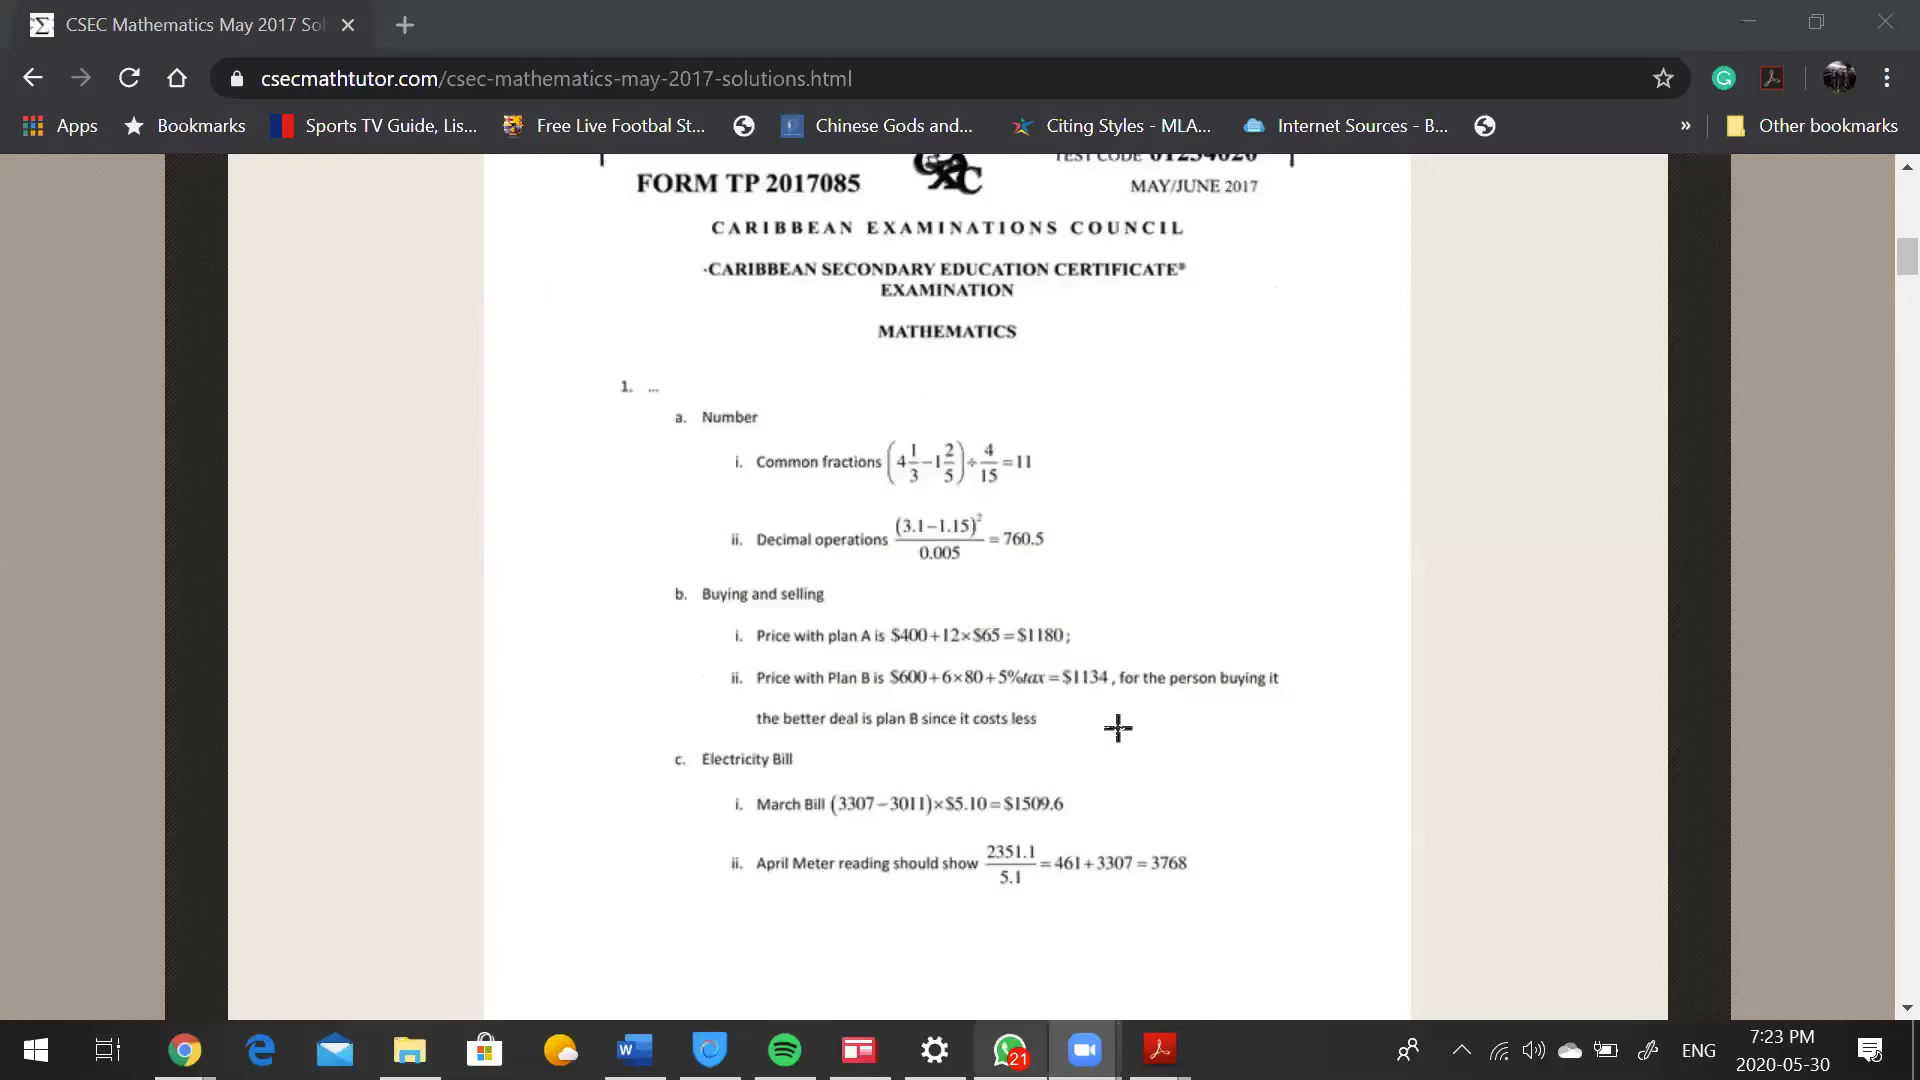 CSEC Mathematics May 2017 Sol
csecmathtutor.com/csec-mathematics-may-2017-solutions.html
Apps Bookmarks Sports TV Guide, Lis... Free Live Footbal St... Chinese Gods and... Citing Styles - MLA... Internet Sources - B... » Other bookmarks
TEST CODE 01234020
FORM TP 2017085 MAY/JUNE 2017
CARIBBEAN EXAMINATIONS COUNCIL
CARIBBEAN SECONDARY EDUCATION CERTIFICATE®
EXAMINATION
MATHEMATICS
1. ...
a. Number
i. Common fractions (4 1/3 − 1 2/5) ÷ 4/15 = 11
ii. Decimal operations (3.1−1.15)²/0.005 = 760.5
b. Buying and selling
i. Price with plan A is $400+12×$65=$1180;
ii. Price with Plan B is $600+6×80+5%tax=$1134, for the person buying it
the better deal is plan B since it costs less
c. Electricity Bill
i. March Bill (3307−3011)×$5.10=$1509.6
ii. April Meter reading should show 2351.1/5.1 = 461+3307 = 3768
21
ENG
7:23 PM
2020-05-30